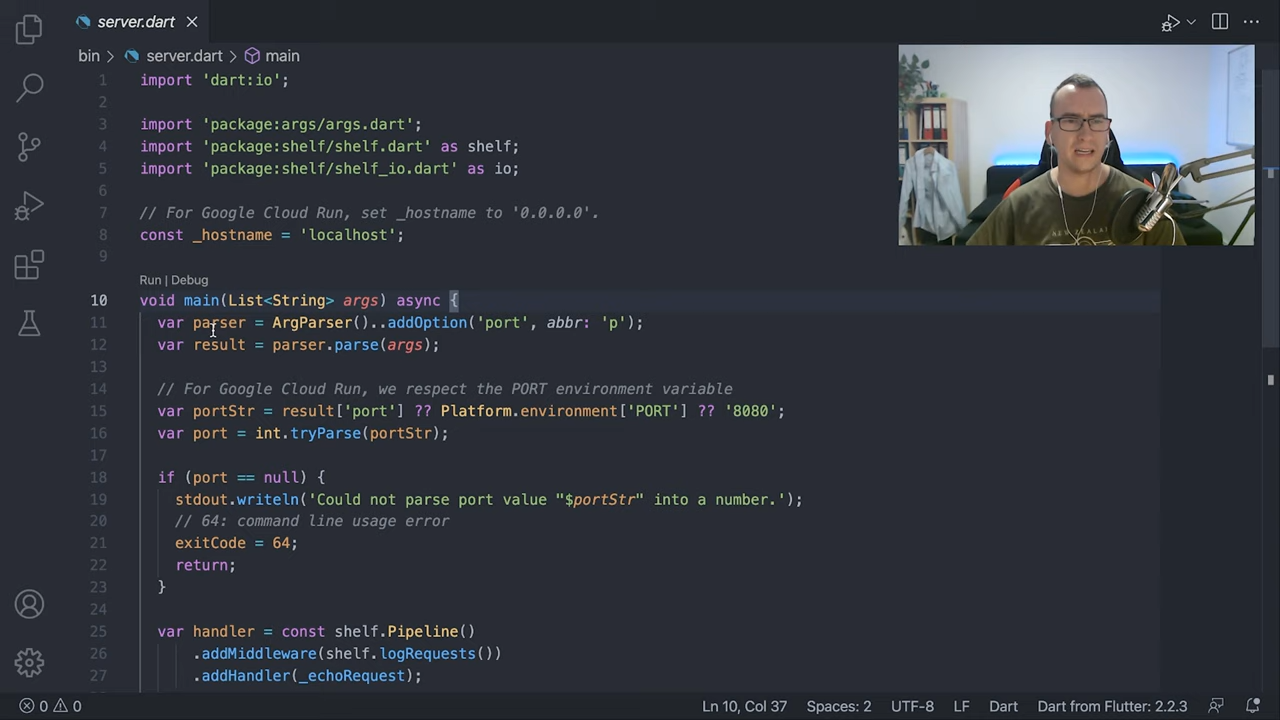 server.dart
bin > server.dart > main
1 import 'dart:io';
2
3 import 'package:args/args.dart';
4 import 'package:shelf/shelf.dart' as shelf;
5 import 'package:shelf/shelf_io.dart' as io;
6
7 // For Google Cloud Run, set _hostname to '0.0.0.0'.
8 const _hostname = 'localhost';
9
Run | Debug
10 void main(List<String> args) async {
11 var parser = ArgParser()..addOption('port', abbr: 'p');
12 var result = parser.parse(args);
13
14 // For Google Cloud Run, we respect the PORT environment variable
15 var portStr = result['port'] ?? Platform.environment['PORT'] ?? '8080';
16 var port = int.tryParse(portStr);
17
18 if (port == null) {
19 stdout.writeln('Could not parse port value "$portStr" into a number.');
20 // 64: command line usage error
21 exitCode = 64;
22 return;
23 }
24
25 var handler = const shelf.Pipeline()
26 .addMiddleware(shelf.logRequests())
27 .addHandler(_echoRequest);
0 0 Ln 10, Col 37 Spaces: 2 UTF-8 LF Dart Dart from Flutter: 2.2.3